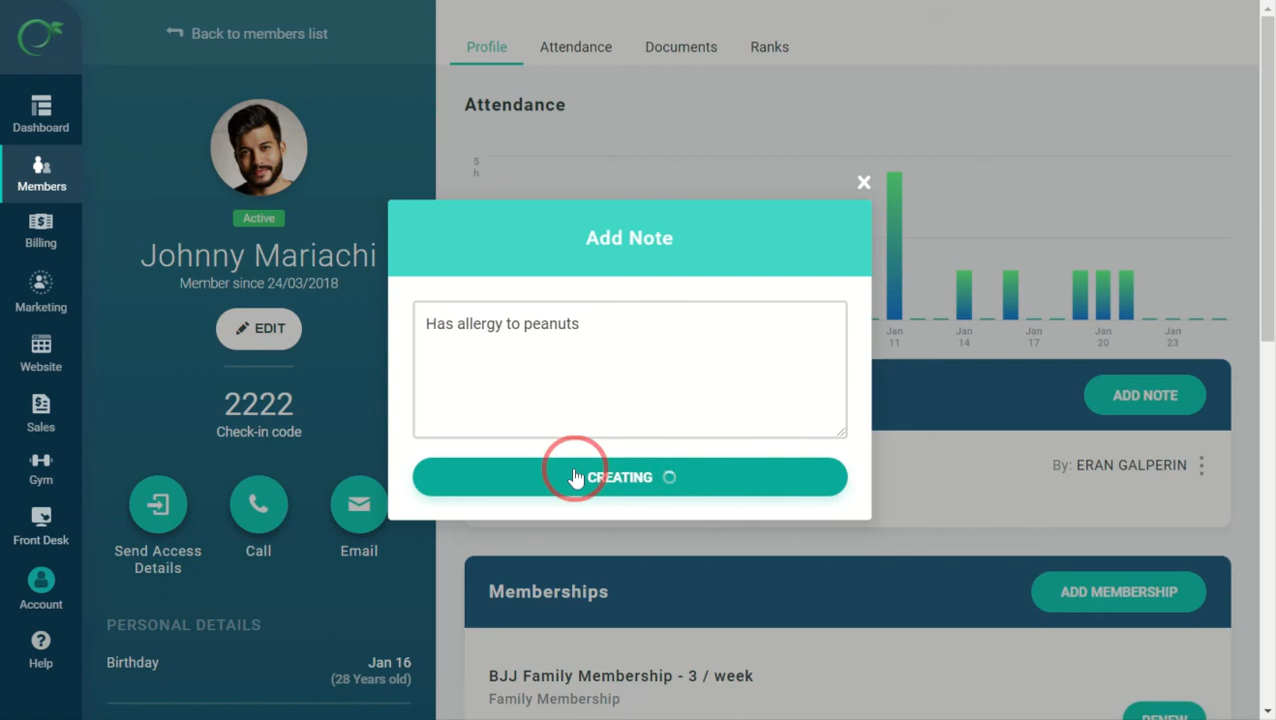 Back to members list
Dashboard
Members
Billing
Marketing
Website
Sales
Gym
Front Desk
Account
Help
Active
Johnny Mariachi
Member since 24/03/2018
EDIT
2222
Check-in code
Send Access
Details
Call
Email
PERSONAL DETAILS
Birthday
Jan 16
(28 Years old)
Profile
Attendance
Documents
Ranks
Attendance
5
h
Jan
11
Jan
14
Jan
17
Jan
20
Jan
23
Add Note
Has allergy to peanuts
CREATING
ADD NOTE
By: ERAN GALPERIN
Memberships
ADD MEMBERSHIP
BJJ Family Membership - 3 / week
Family Membership
RENEW